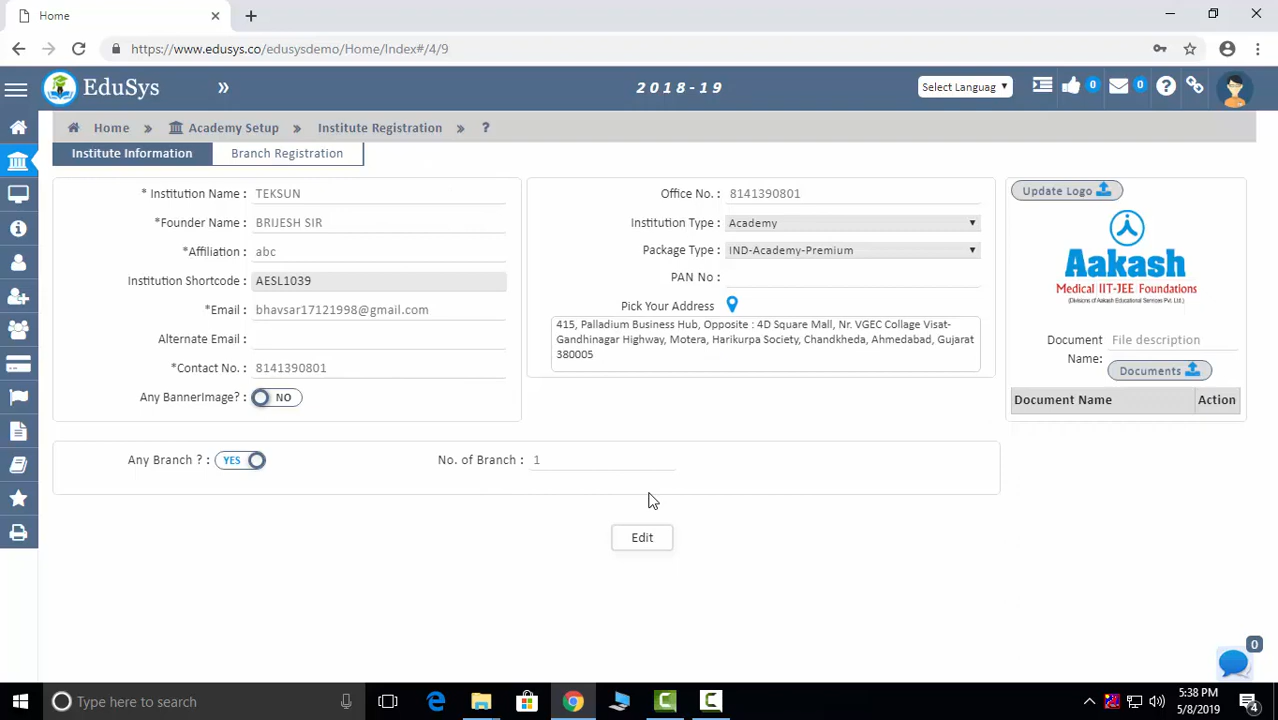 Home
https://www.edusys.co/edusysdemo/Home/Index#/4/9
EduSys
»
2018-19
Select Languag
0
0
Home » Academy Setup » Institute Registration » ?
Institute Information
Branch Registration
* Institution Name : TEKSUN
*Founder Name : BRIJESH SIR
*Affiliation : abc
Institution Shortcode : AESL1039
*Email : bhavsar17121998@gmail.com
Alternate Email :
*Contact No. : 8141390801
Any BannerImage? : NO
Office No. : 8141390801
Institution Type : Academy
Package Type : IND-Academy-Premium
PAN No :
Pick Your Address
415, Palladium Business Hub, Opposite : 4D Square Mall, Nr. VGEC Collage Visat-
Gandhinagar Highway, Motera, Harikurpa Society, Chandkheda, Ahmedabad, Gujarat
380005
Update Logo
Aakash
Medical IIT-JEE Foundations
(Divisions of Aakash Educational Services Pvt. Ltd.)
Document Name: File description
Documents
Document Name Action
Any Branch ? : YES
No. of Branch : 1
Edit
0
Type here to search
5:38 PM
5/8/2019
4